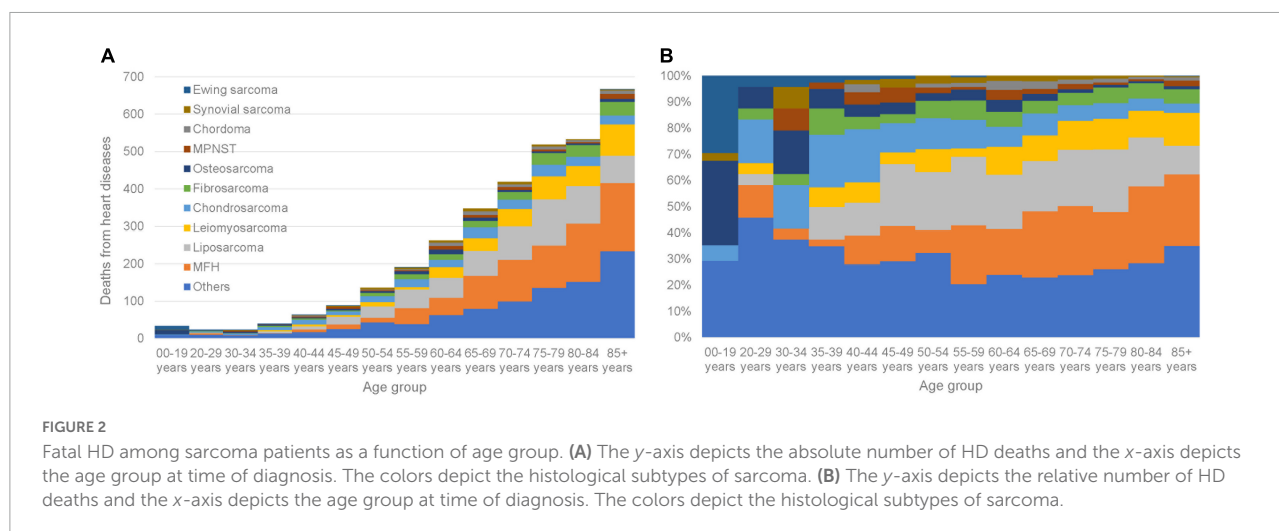 A
B
700
600
500
400
300
200
100
0
Deaths from heart diseases
Ewing sarcoma
Synovial sarcoma
Chordoma
MPNST
Osteosarcoma
Fibrosarcoma
Chondrosarcoma
Leiomyosarcoma
Liposarcoma
MFH
Others
00-19 20-29 30-34 35-39 40-44 45-49 50-54 55-59 60-64 65-69 70-74 75-79 80-84 85+
years years years years years years years years years years years years years years
Age group
100%
90%
80%
70%
60%
50%
40%
30%
20%
10%
0%
00-19 20-29 30-34 35-39 40-44 45-49 50-54 55-59 60-64 65-69 70-74 75-79 80-84 85+
years years years years years years years years years years years years years years
Age group
FIGURE 2
Fatal HD among sarcoma patients as a function of age group. (A) The y-axis depicts the absolute number of HD deaths and the x-axis depicts
the age group at time of diagnosis. The colors depict the histological subtypes of sarcoma. (B) The y-axis depicts the relative number of HD
deaths and the x-axis depicts the age group at time of diagnosis. The colors depict the histological subtypes of sarcoma.